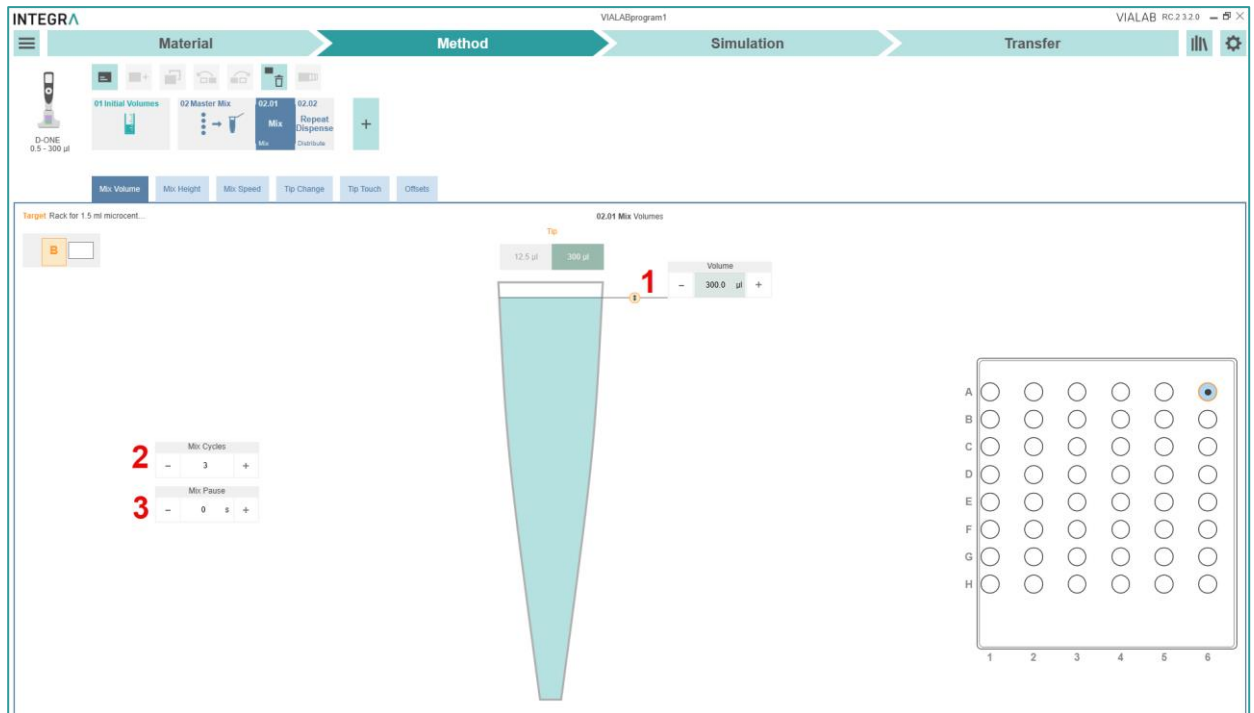 INTEGRA
VIALABprogram1
VIALAB RC.2 3.2.0
Material
Method
Simulation
Transfer
01 Initial Volumes
02 Master Mix
02.01
Mix
Mix
02.02
Repeat
Dispense
Distribute
+
D-ONE
0.5 - 300 µl
Mix Volume
Mix Height
Mix Speed
Tip Change
Tip Touch
Offsets
Target Rack for 1.5 ml microcent...
02.01 Mix Volumes
B
Tip
12.5 µl
300 µl
1
Volume
- 300.0 µl +
2
Mix Cycles
- 3 +
3
Mix Pause
- 0 s +
A
B
C
D
E
F
G
H
1 2 3 4 5 6